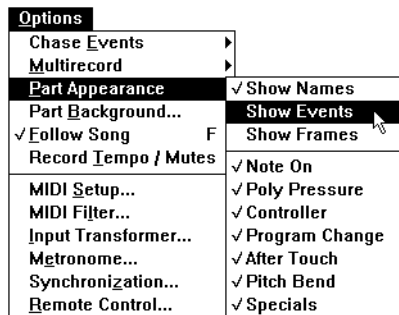 Options
Chase Events
Multirecord
Part Appearance
Part Background...
√ Follow Song F
Record Tempo / Mutes
MIDI Setup...
MIDI Filter...
Input Transformer...
Metronome...
Synchronization...
Remote Control...
√ Show Names
Show Events
Show Frames
√ Note On
√ Poly Pressure
√ Controller
√ Program Change
√ After Touch
√ Pitch Bend
√ Specials